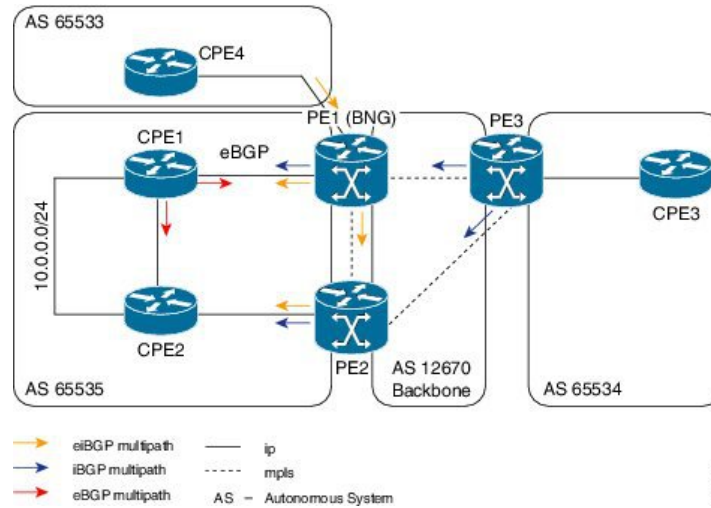 AS 65533
CPE4
PE1 (BNG)
PE3
CPE1
eBGP
CPE3
10.0.0.0/24
CPE2
PE2
AS 12670
Backbone
AS 65535
AS 65534
eiBGP multipath
ip
iBGP multipath
mpls
eBGP multipath
AS – Autonomous System